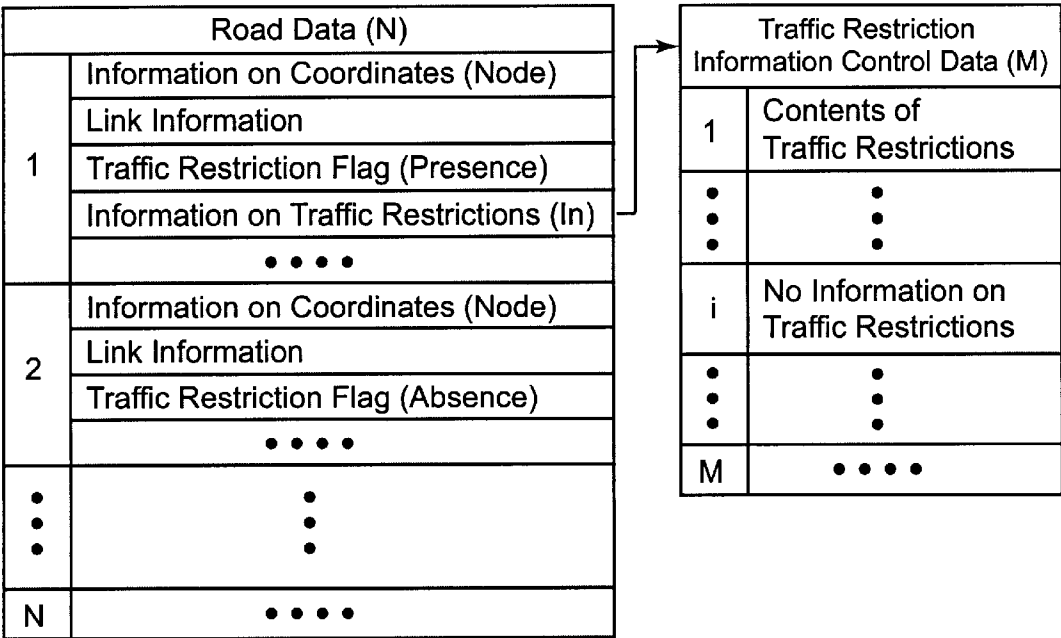 Road Data (N)
1
Information on Coordinates (Node)
Link Information
Traffic Restriction Flag (Presence)
Information on Traffic Restrictions (In)
2
Information on Coordinates (Node)
Link Information
Traffic Restriction Flag (Absence)
N
Traffic Restriction
Information Control Data (M)
1
Contents of
Traffic Restrictions
i
No Information on
Traffic Restrictions
M